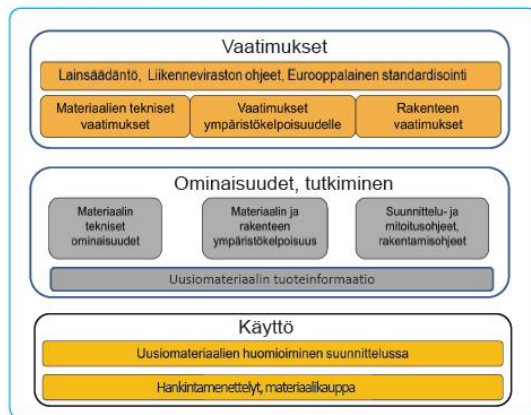 Vaatimukset
Lainsäädäntö, Liikenneviraston ohjeet, Eurooppalainen standardisointi
Materiaalien tekniset
vaatimukset
Vaatimukset
ympäristökelpoisuudelle
Rakenteen
vaatimukset
Ominaisuudet, tutkiminen
Materiaalin
tekniset
ominaisuudet
Materiaalin ja
rakenteen
ympäristökelpoisuus
Suunnittelu- ja
mitoitusohjeet,
rakentamisohjeet
Uusiomateriaalin tuoteinformaatio
Käyttö
Uusiomateriaalien huomioiminen suunnittelussa
Hankintamenettelyt, materiaalikauppa